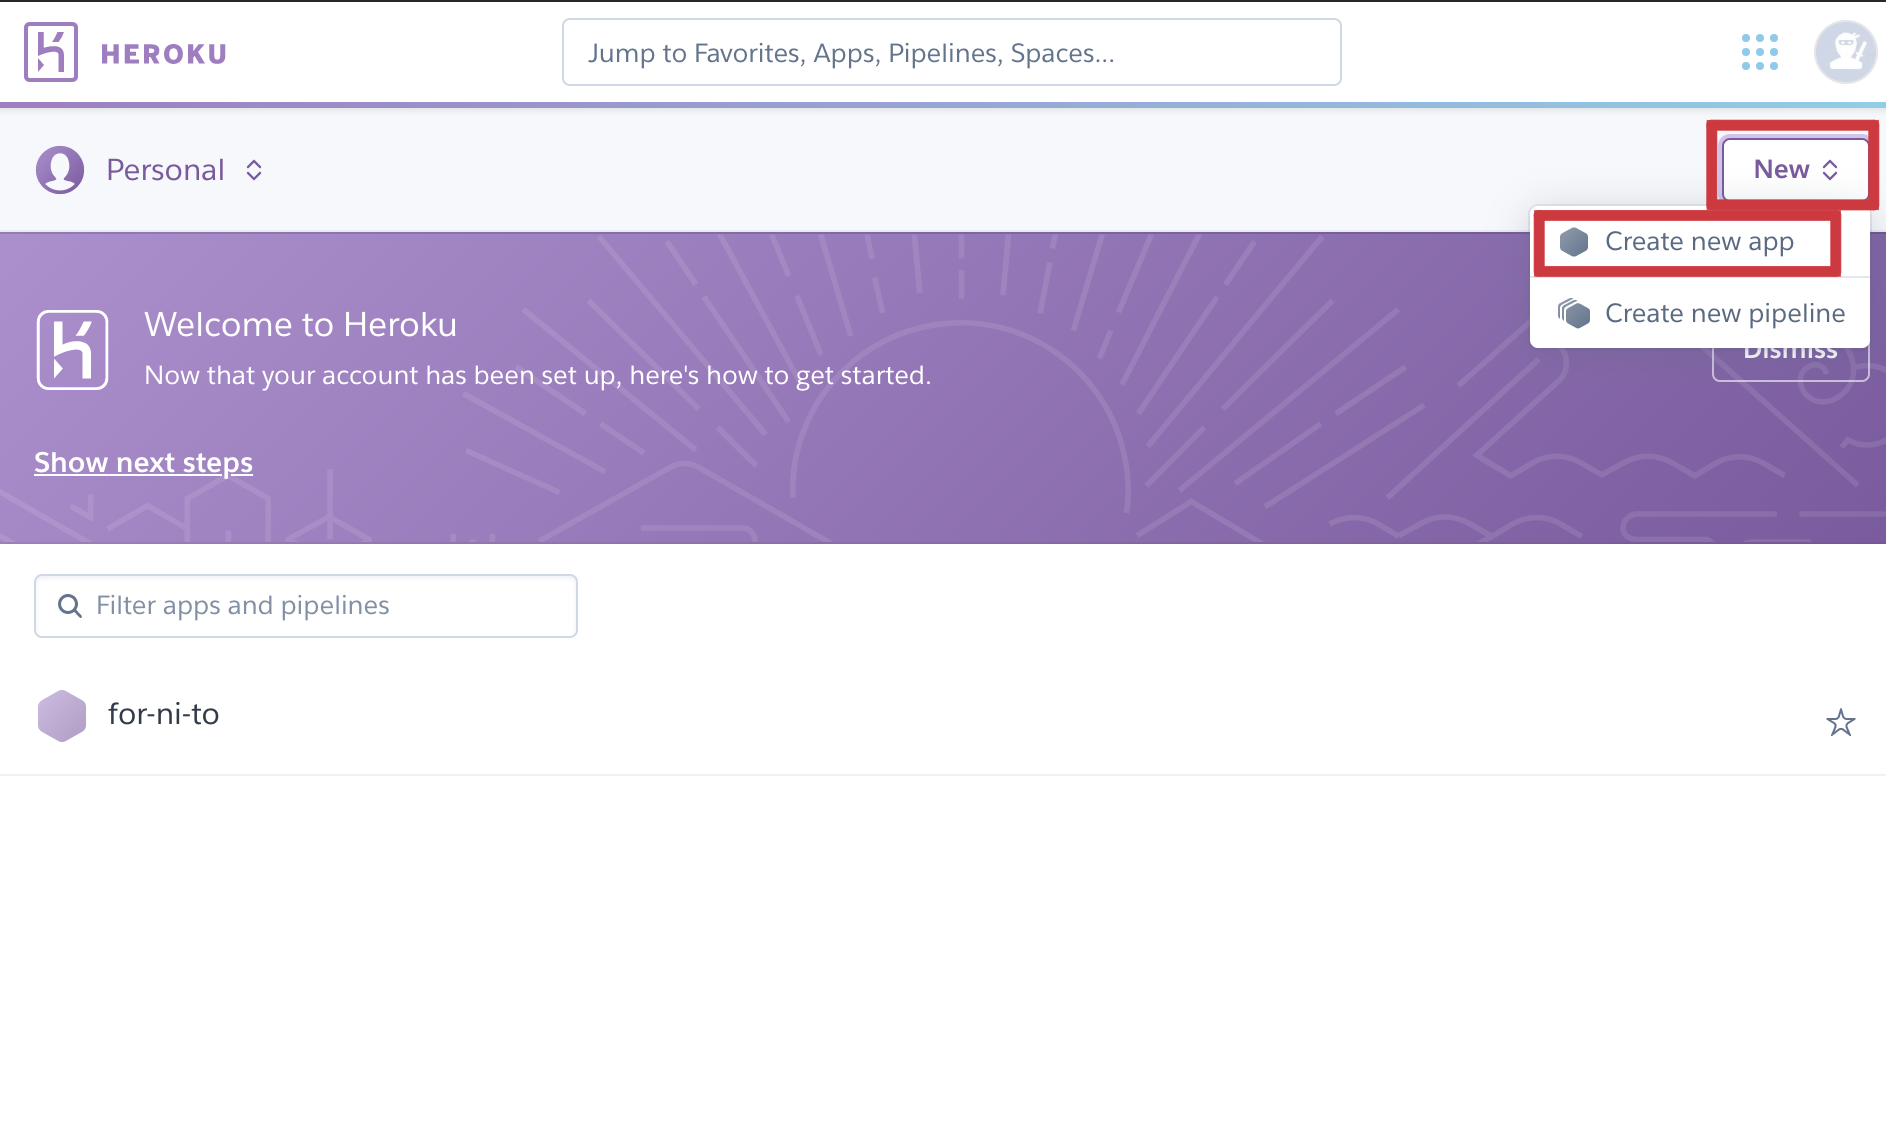 HEROKU
Jump to Favorites, Apps, Pipelines, Spaces...
Personal
New
Create new app
Create new pipeline
Dismiss
Welcome to Heroku
Now that your account has been set up, here's how to get started.
Show next steps
Filter apps and pipelines
for-ni-to